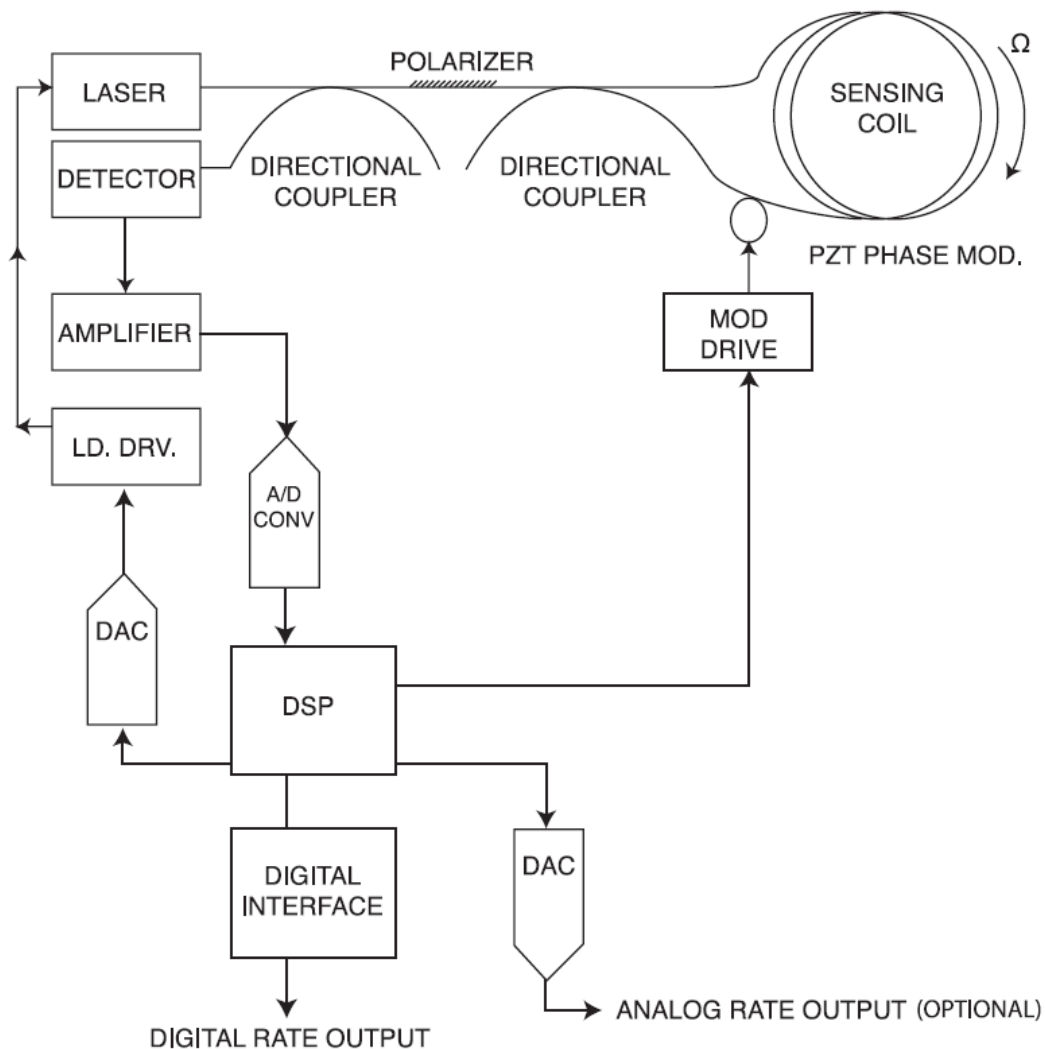 LASER
POLARIZER
SENSING
COIL
Ω
DETECTOR
DIRECTIONAL
COUPLER
DIRECTIONAL
COUPLER
PZT PHASE MOD.
AMPLIFIER
MOD
DRIVE
LD. DRV.
A/D
CONV
DAC
DSP
DIGITAL
INTERFACE
DAC
ANALOG RATE OUTPUT (OPTIONAL)
DIGITAL RATE OUTPUT